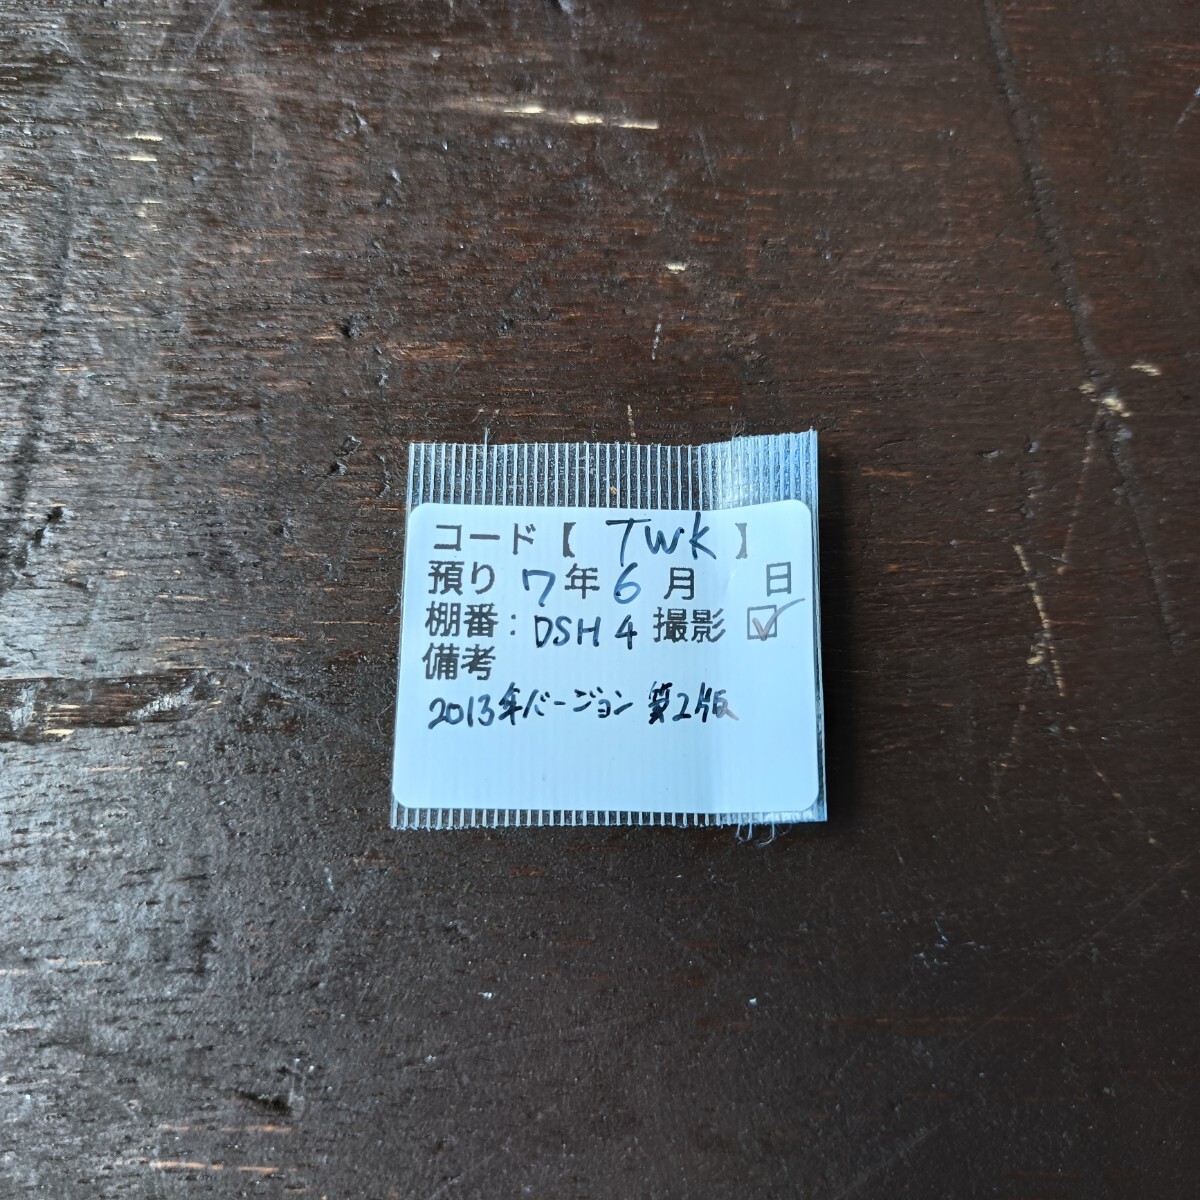 コード【 TWK 】
預り 7年 6月 日
棚番：DSH 4 撮影 ☑
備考
2013年バージョン 第2版